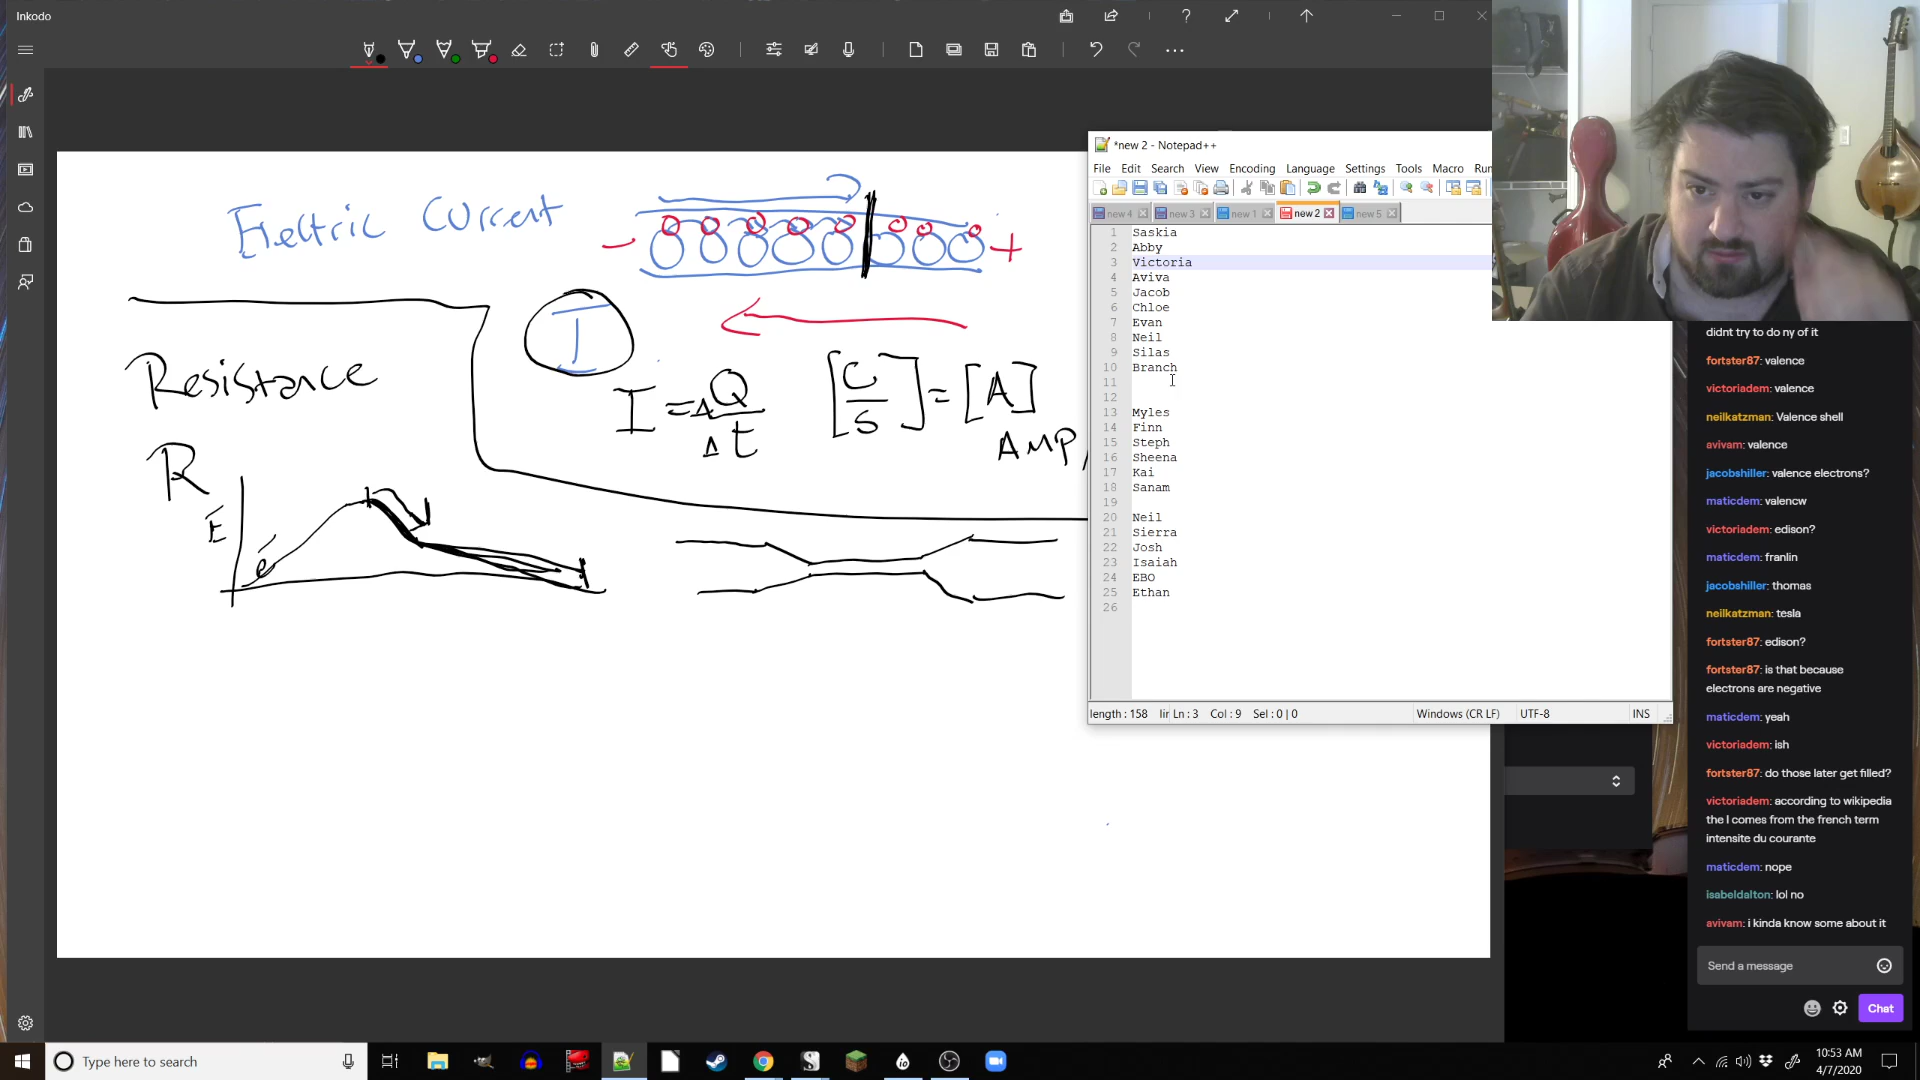 Inkodo
Electric Current
- +
I
Resistance
I = ΔQ/Δt [C/S] = [A]
AMP
R
E
e
*new 2 - Notepad++
File Edit Search View Encoding Language Settings Tools Macro Run
new 4 new 3 new 1 new 2 new 5
1 Saskia
2 Abby
3 Victoria
4 Aviva
5 Jacob
6 Chloe
7 Evan
8 Neil
9 Silas
10 Branch
11
12
13 Myles
14 Finn
15 Steph
16 Sheena
17 Kai
18 Sanam
19
20 Neil
21 Sierra
22 Josh
23 Isaiah
24 EBO
25 Ethan
26
length : 158 lir Ln : 3 Col : 9 Sel : 0 | 0 Windows (CR LF) UTF-8 INS
didnt try to do ny of it
fortster87: valence
victoriadem: valence
neilkatzman: Valence shell
avivam: valence
jacobshiller: valence electrons?
maticdem: valencw
victoriadem: edison?
maticdem: franlin
jacobshiller: thomas
neilkatzman: tesla
fortster87: edison?
fortster87: is that because
electrons are negative
maticdem: yeah
victoriadem: ish
fortster87: do those later get filled?
victoriadem: according to wikipedia
the I comes from the french term
intensite du courante
maticdem: nope
isabeldalton: lol no
avivam: i kinda know some about it
Send a message
Chat
Type here to search
10:53 AM
4/7/2020